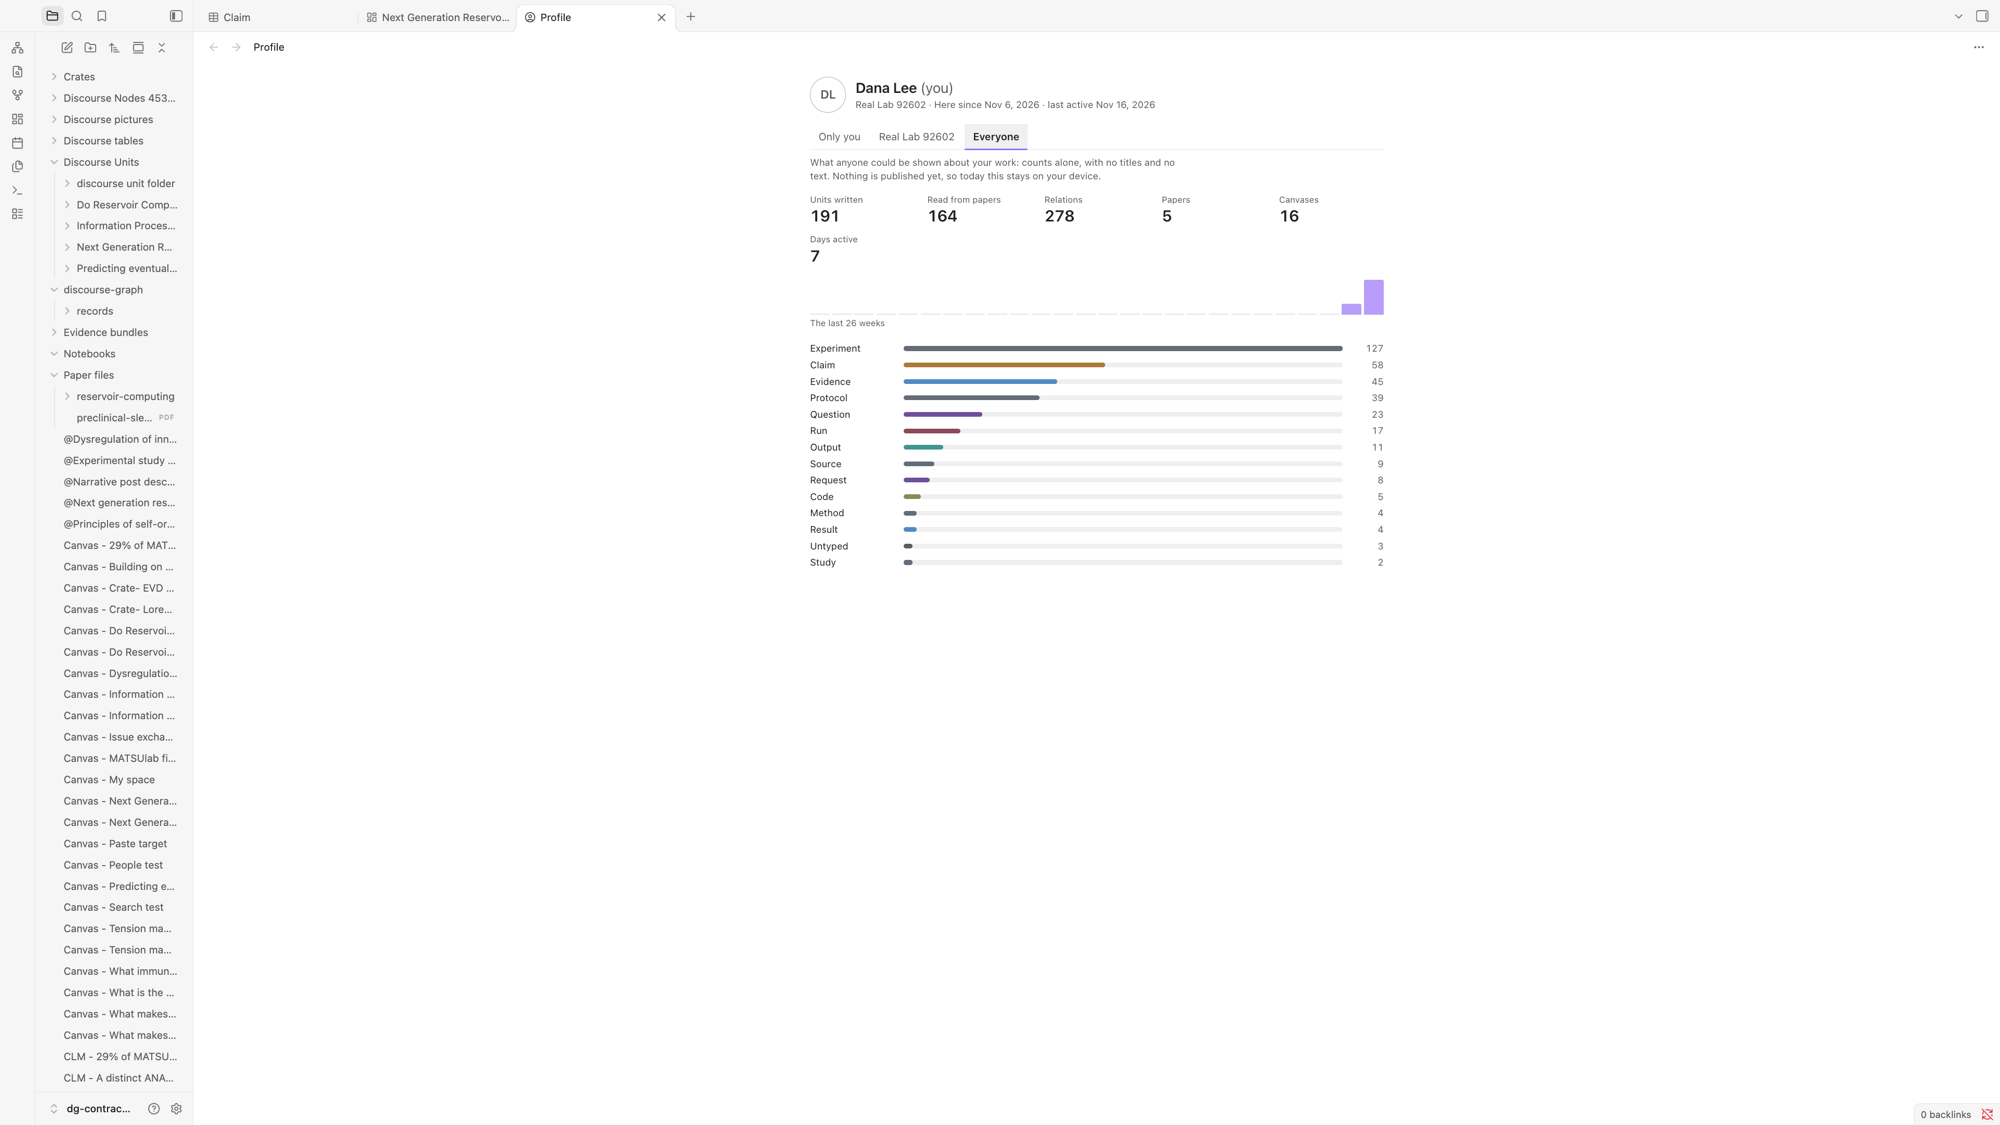 Claim
Next Generation Reservo...
Profile
Profile
Crates
Discourse Nodes 453...
Discourse pictures
Discourse tables
Discourse Units
discourse unit folder
Do Reservoir Comp...
Information Proces...
Next Generation R...
Predicting eventual...
discourse-graph
records
Evidence bundles
Notebooks
Paper files
reservoir-computing
preclinical-sle... PDF
@Dysregulation of inn...
@Experimental study ...
@Narrative post desc...
@Next generation res...
@Principles of self-or...
Canvas - 29% of MAT...
Canvas - Building on ...
Canvas - Crate- EVD ...
Canvas - Crate- Lore...
Canvas - Do Reservoi...
Canvas - Do Reservoi...
Canvas - Dysregulatio...
Canvas - Information ...
Canvas - Information ...
Canvas - Issue excha...
Canvas - MATSUlab fi...
Canvas - My space
Canvas - Next Genera...
Canvas - Next Genera...
Canvas - Paste target
Canvas - People test
Canvas - Predicting e...
Canvas - Search test
Canvas - Tension ma...
Canvas - Tension ma...
Canvas - What immun...
Canvas - What is the ...
Canvas - What makes...
Canvas - What makes...
CLM - 29% of MATSU...
CLM - A distinct ANA...
dg-contrac...
DL
Dana Lee (you)
Real Lab 92602 · Here since Nov 6, 2026 · last active Nov 16, 2026
Only you Real Lab 92602 Everyone
What anyone could be shown about your work: counts alone, with no titles and no
text. Nothing is published yet, so today this stays on your device.
Units written Read from papers Relations Papers Canvases
191 164 278 5 16
Days active
7
The last 26 weeks
Experiment 127
Claim 58
Evidence 45
Protocol 39
Question 23
Run 17
Output 11
Source 9
Request 8
Code 5
Method 4
Result 4
Untyped 3
Study 2
0 backlinks